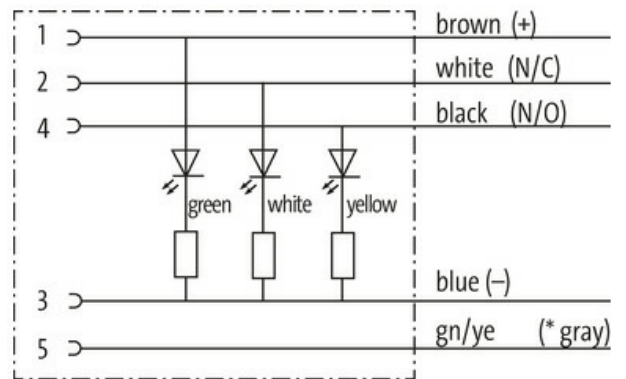 1 brown (+)
2 white (N/C)
4 black (N/O)
green white yellow
3 blue (–)
5 gn/ye (* gray)